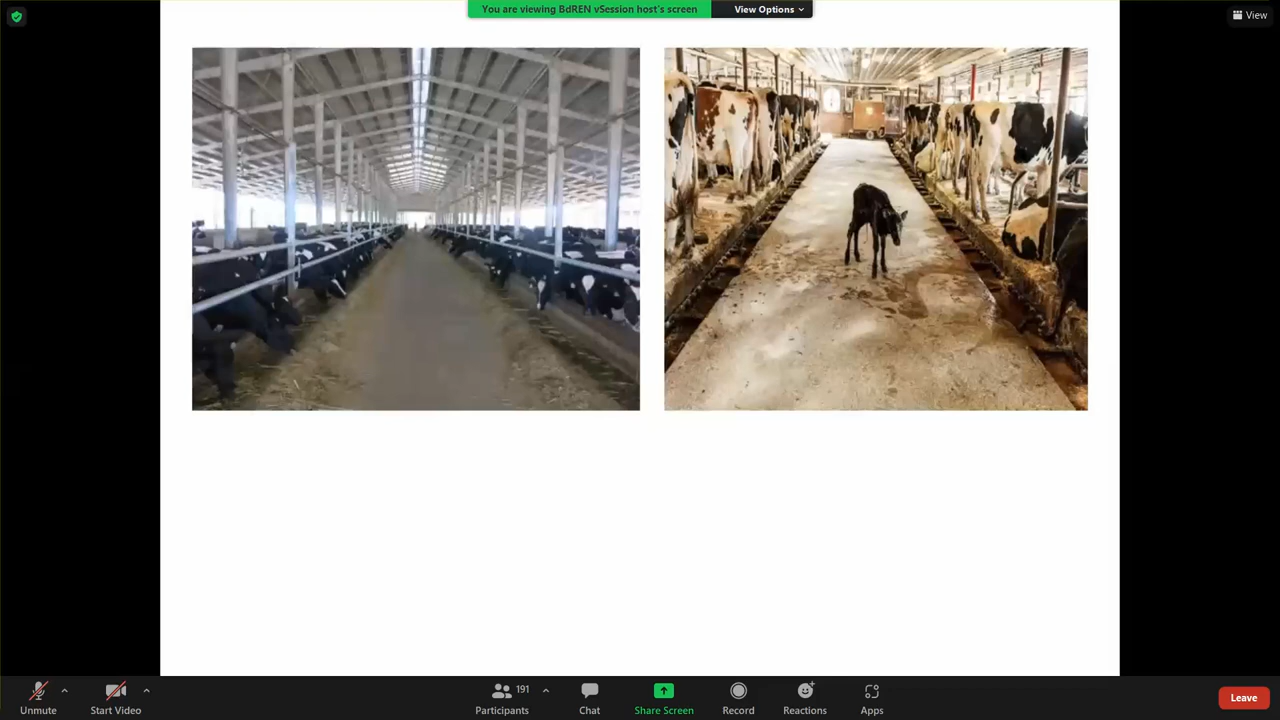 You are viewing BdREN vSession host's screen
View Options
View
Unmute
Start Video
191
Participants
Chat
Share Screen
Record
Reactions
Apps
Leave